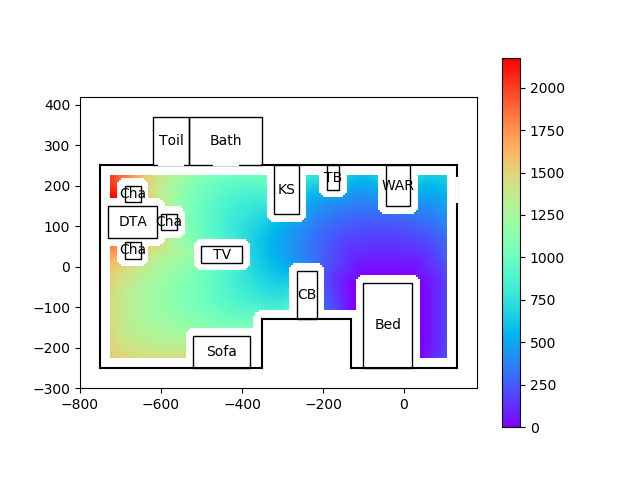 400
300
200
100
0
−100
−200
−300
−800
−600
−400
−200
0
Toil
Bath
Cha
DTA
Cha
Cha
TV
Sofa
KS
TB
WAR
CB
Bed
2000
1750
1500
1250
1000
750
500
250
0